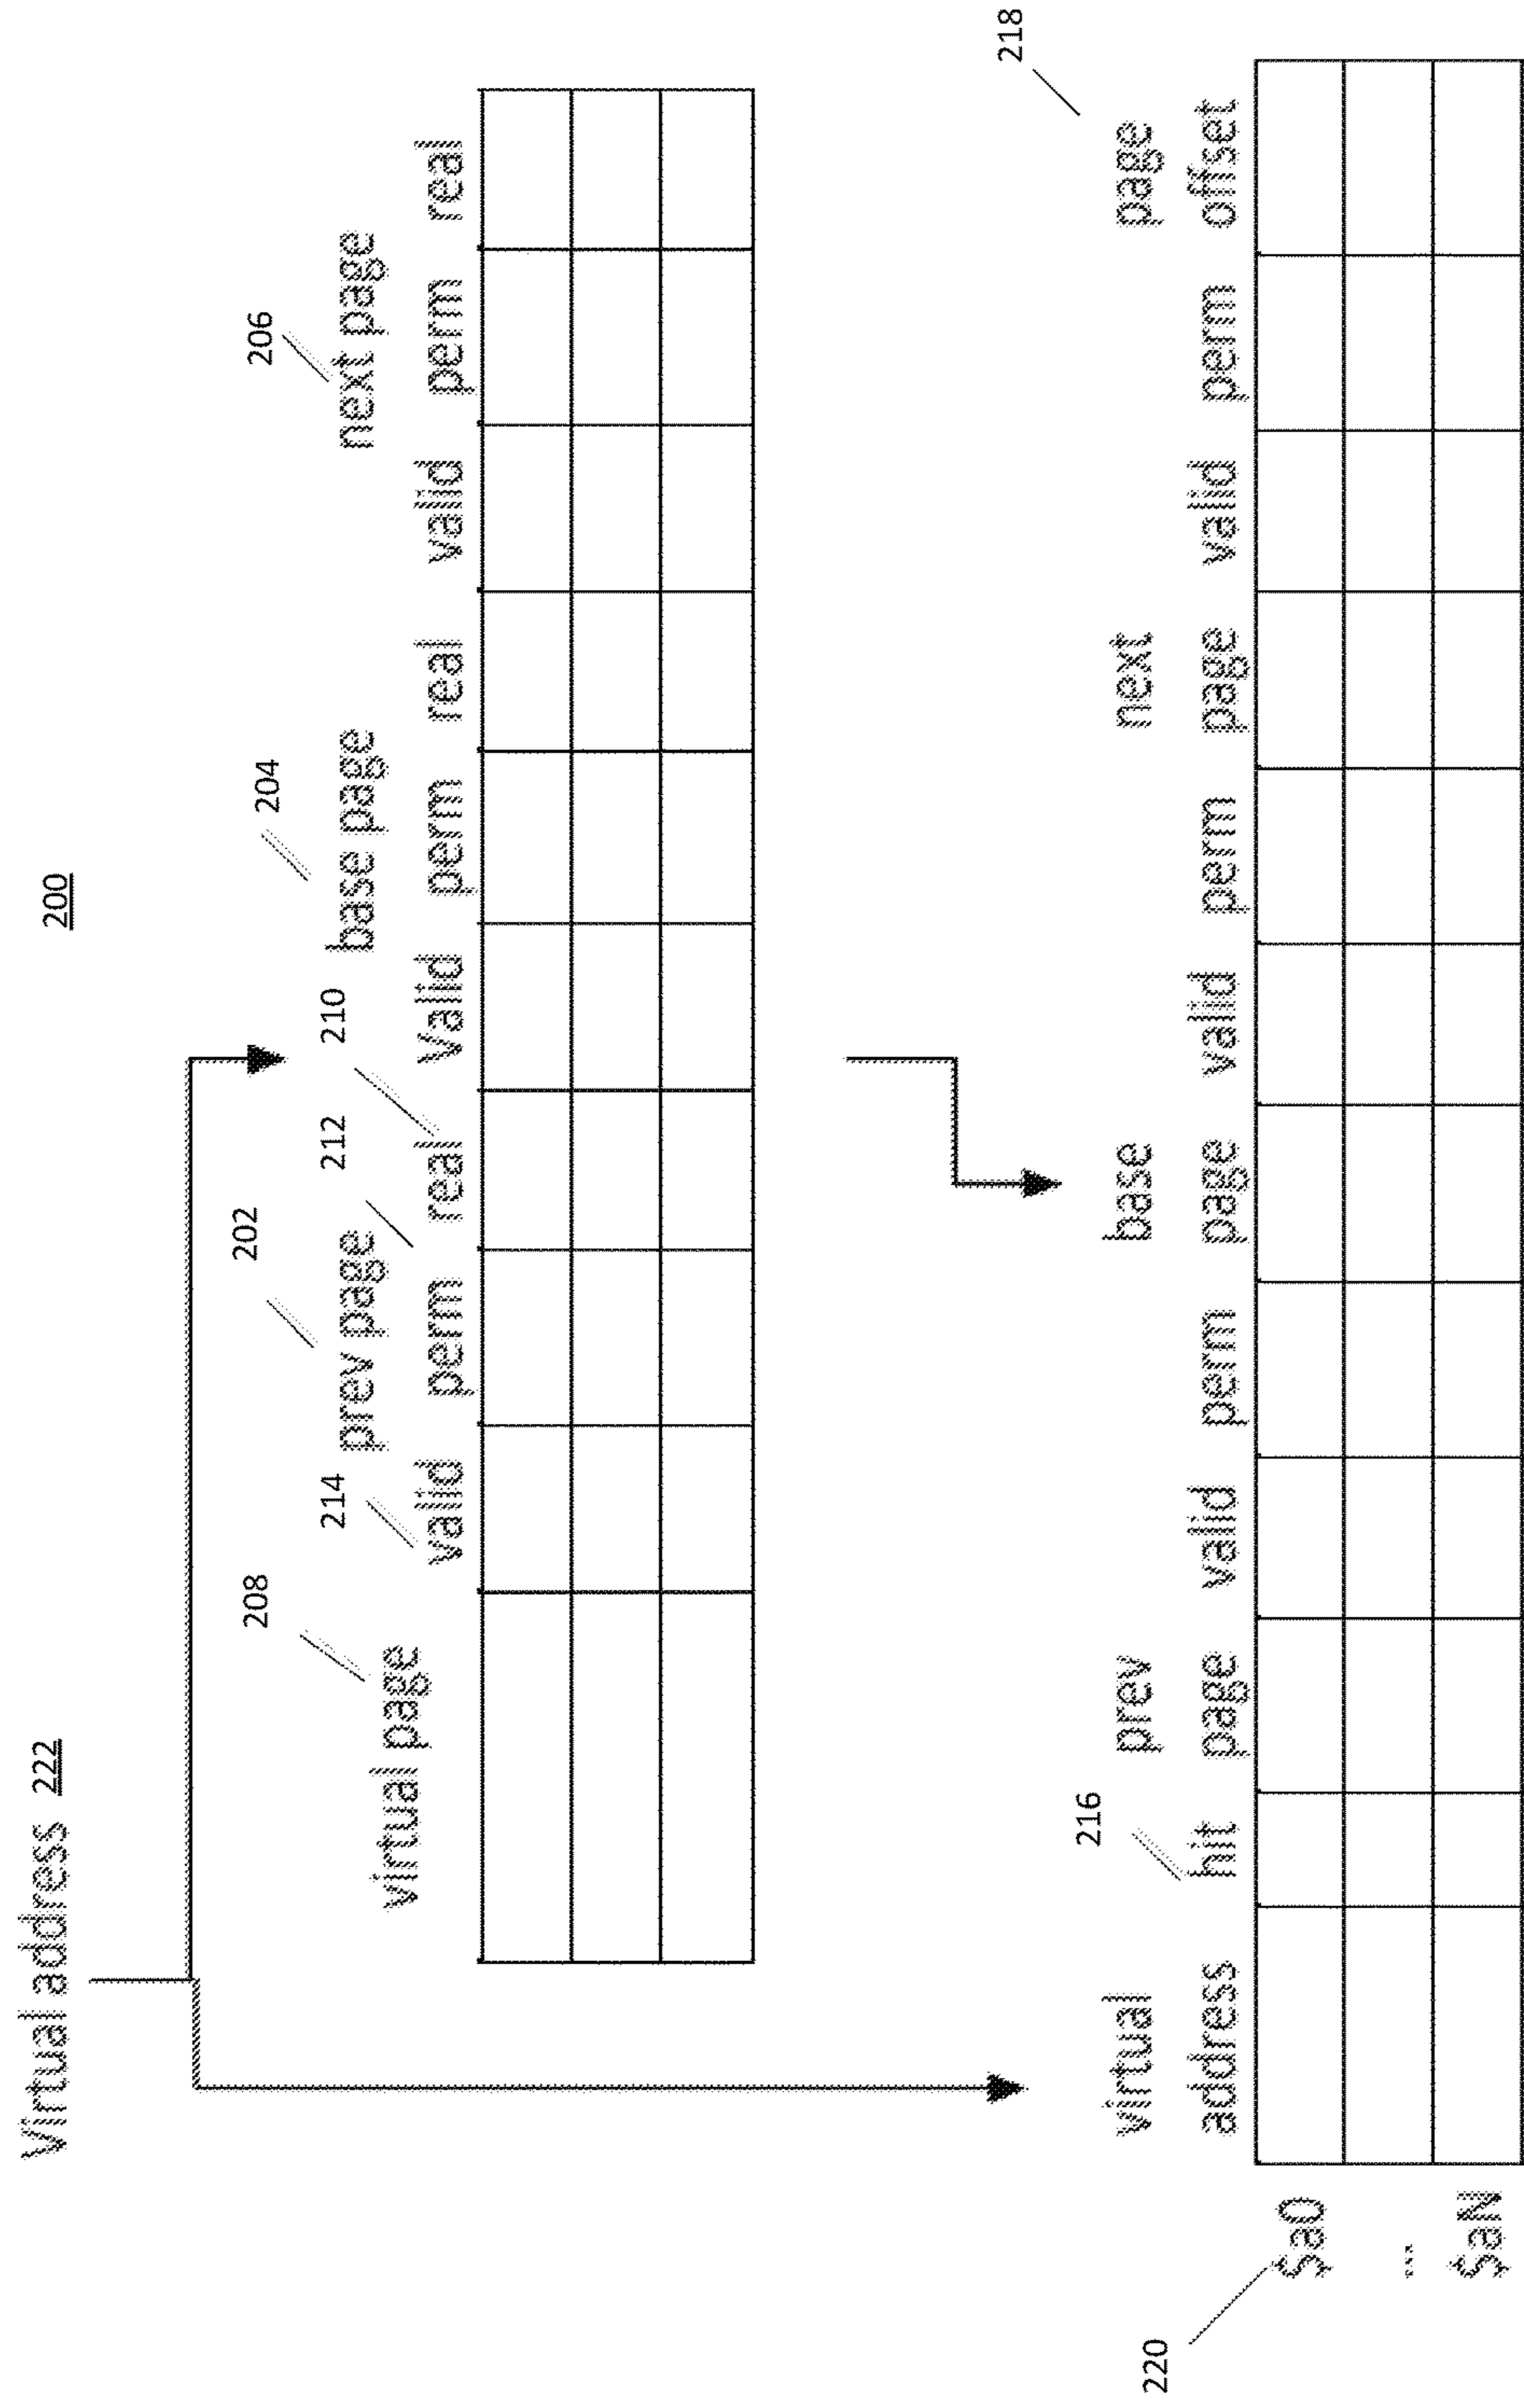 200
Virtual address 222
208
202
204
206
214
212
210
virtual page
prev page
base page
next page
valid perm real Valid perm real valid perm real
216
218
virtual address
hit
prev page
valid
perm
base page
valid
perm
next page
valid
perm
page offset
220
$a0
...
$aN